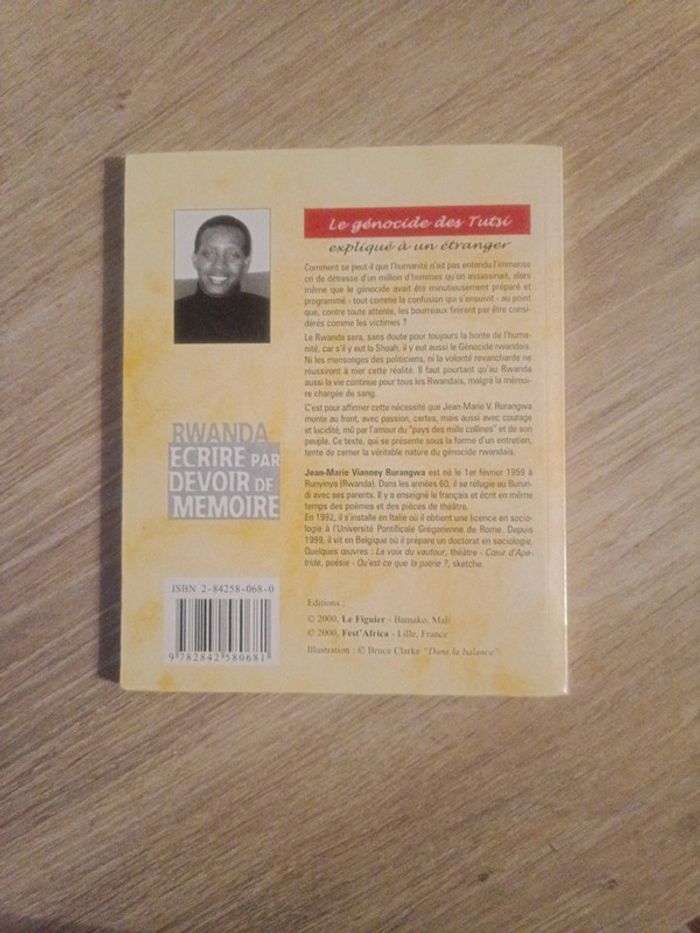 Le génocide des Tutsi
expliqué à un étranger
Comment se peut-il que l'humanité n'ait pas entendu l'immense
cri de détresse d'un million d'hommes qu'on assassinait, alors
même que le génocide avait été minutieusement préparé et
programmé - tout comme la confusion qui s'ensuivit - au point
que, contre toute attente, les bourreaux finirent par être consi-
dérés comme les victimes ?
Le Rwanda sera, sans doute pour toujours la honte de l'huma-
nité, car s'il y eut la Shoah, il y eut aussi le Génocide rwandais.
Ni les mensonges des politiciens, ni la volonté revancharde ne
réussiront à nier cette réalité. Il faut pourtant qu'au Rwanda
aussi la vie continue pour tous les Rwandais, malgré la mémoi-
re chargée de sang.
C'est pour affirmer cette nécessité que Jean-Marie V. Rurangwa
monte au front, avec passion, certes, mais aussi avec courage
et lucidité, mû par l'amour du "pays des mille collines" et de son
peuple. Ce texte, qui se présente sous la forme d'un entretien,
tente de cerner la véritable nature du génocide rwandais.
Jean-Marie Vianney Rurangwa est né le 1er février 1959 à
Runyinya (Rwanda). Dans les années 60, il se réfugie au Burun-
di avec ses parents. Il y a enseigné le français et écrit en même
temps des poèmes et des pièces de théâtre.
En 1992, il s'installe en Italie où il obtient une licence en socio-
logie à l'Université Pontificale Grégorienne de Rome. Depuis
1999, il vit en Belgique où il prépare un doctorat en sociologie.
Quelques œuvres : La voix du vautour, théâtre - Cœur d'Apa-
tride, poésie - Qu'est-ce que la patrie ?, sketche.
RWANDA
ECRIRE PAR
DEVOIR DE
MEMOIRE
ISBN 2-84258-068-0
9 782842 580681
Editions :
© 2000, Le Figuier - Bamako, Mali
© 2000, Fest'Africa - Lille, France
Illustration : © Bruce Clarke "Dans la balance"